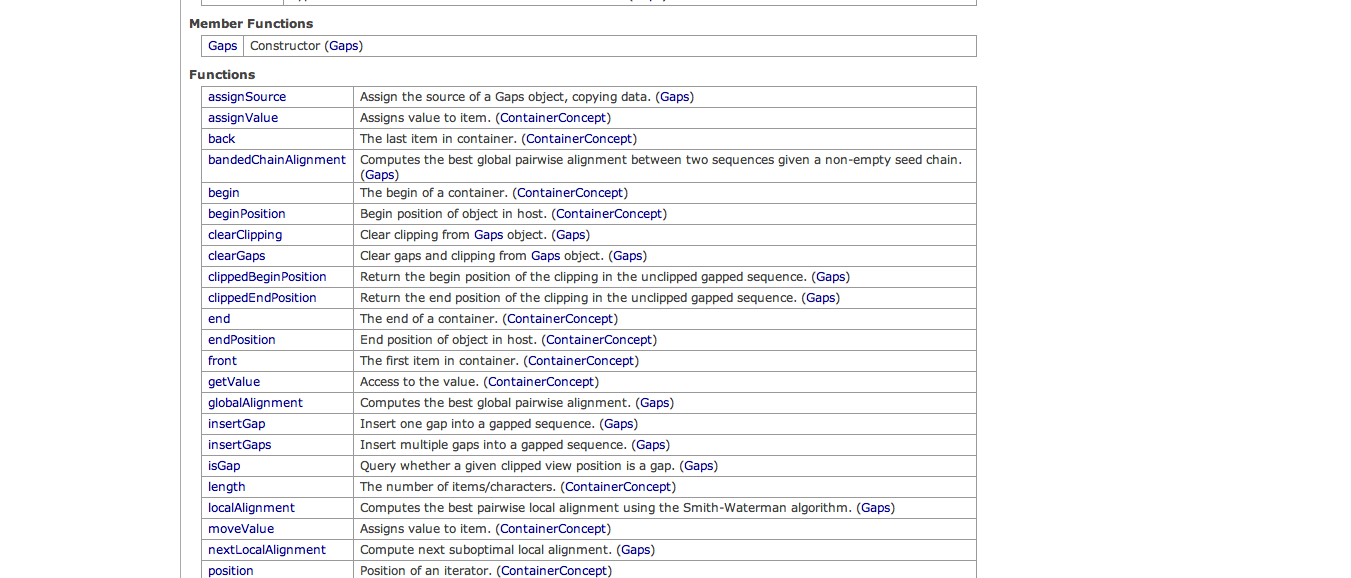 Member Functions
Gaps Constructor (Gaps)
Functions
assignSource Assign the source of a Gaps object, copying data. (Gaps)
assignValue Assigns value to item. (ContainerConcept)
back The last item in container. (ContainerConcept)
bandedChainAlignment Computes the best global pairwise alignment between two sequences given a non-empty seed chain.
(Gaps)
begin The begin of a container. (ContainerConcept)
beginPosition Begin position of object in host. (ContainerConcept)
clearClipping Clear clipping from Gaps object. (Gaps)
clearGaps Clear gaps and clipping from Gaps object. (Gaps)
clippedBeginPosition Return the begin position of the clipping in the unclipped gapped sequence. (Gaps)
clippedEndPosition Return the end position of the clipping in the unclipped gapped sequence. (Gaps)
end The end of a container. (ContainerConcept)
endPosition End position of object in host. (ContainerConcept)
front The first item in container. (ContainerConcept)
getValue Access to the value. (ContainerConcept)
globalAlignment Computes the best global pairwise alignment. (Gaps)
insertGap Insert one gap into a gapped sequence. (Gaps)
insertGaps Insert multiple gaps into a gapped sequence. (Gaps)
isGap Query whether a given clipped view position is a gap. (Gaps)
length The number of items/characters. (ContainerConcept)
localAlignment Computes the best pairwise local alignment using the Smith-Waterman algorithm. (Gaps)
moveValue Assigns value to item. (ContainerConcept)
nextLocalAlignment Compute next suboptimal local alignment. (Gaps)
position Position of an iterator. (ContainerConcept)